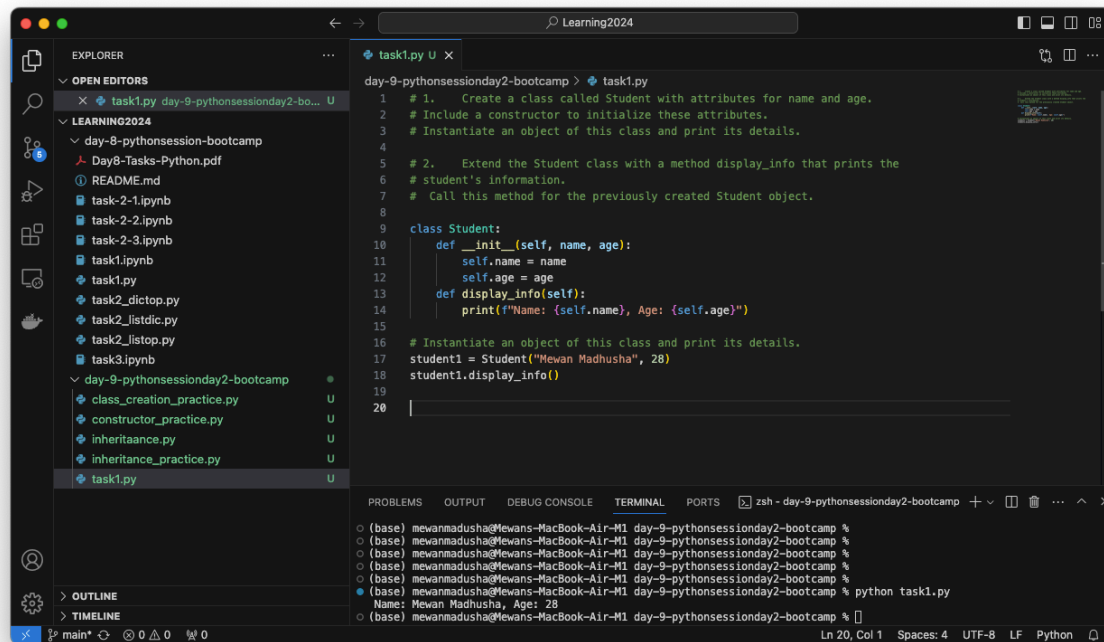 Learning2024
EXPLORER
OPEN EDITORS
task1.py day-9-pythonsessionday2-bo... U
LEARNING2024
day-8-pythonsession-bootcamp
Day8-Tasks-Python.pdf
README.md
task-2-1.ipynb
task-2-2.ipynb
task-2-3.ipynb
task1.ipynb
task1.py
task2_dictop.py
task2_listdic.py
task2_listop.py
task3.ipynb
day-9-pythonsessionday2-bootcamp
class_creation_practice.py U
constructor_practice.py U
inheritaance.py U
inheritance_practice.py U
task1.py U
OUTLINE
TIMELINE
5
task1.py U
day-9-pythonsessionday2-bootcamp > task1.py
1 # 1. Create a class called Student with attributes for name and age.
2 # Include a constructor to initialize these attributes.
3 # Instantiate an object of this class and print its details.
4
5 # 2. Extend the Student class with a method display_info that prints the
6 # student's information.
7 # Call this method for the previously created Student object.
8
9 class Student:
10 def __init__(self, name, age):
11 self.name = name
12 self.age = age
13 def display_info(self):
14 print(f"Name: {self.name}, Age: {self.age}")
15
16 # Instantiate an object of this class and print its details.
17 student1 = Student("Mewan Madhusha", 28)
18 student1.display_info()
19
20
PROBLEMS OUTPUT DEBUG CONSOLE TERMINAL PORTS zsh - day-9-pythonsessionday2-bootcamp
(base) mewanmadusha@Mewans-MacBook-Air-M1 day-9-pythonsessionday2-bootcamp %
(base) mewanmadusha@Mewans-MacBook-Air-M1 day-9-pythonsessionday2-bootcamp %
(base) mewanmadusha@Mewans-MacBook-Air-M1 day-9-pythonsessionday2-bootcamp %
(base) mewanmadusha@Mewans-MacBook-Air-M1 day-9-pythonsessionday2-bootcamp %
(base) mewanmadusha@Mewans-MacBook-Air-M1 day-9-pythonsessionday2-bootcamp %
(base) mewanmadusha@Mewans-MacBook-Air-M1 day-9-pythonsessionday2-bootcamp % python task1.py
Name: Mewan Madhusha, Age: 28
(base) mewanmadusha@Mewans-MacBook-Air-M1 day-9-pythonsessionday2-bootcamp %
main* 0 0 0 Ln 20, Col 1 Spaces: 4 UTF-8 LF Python